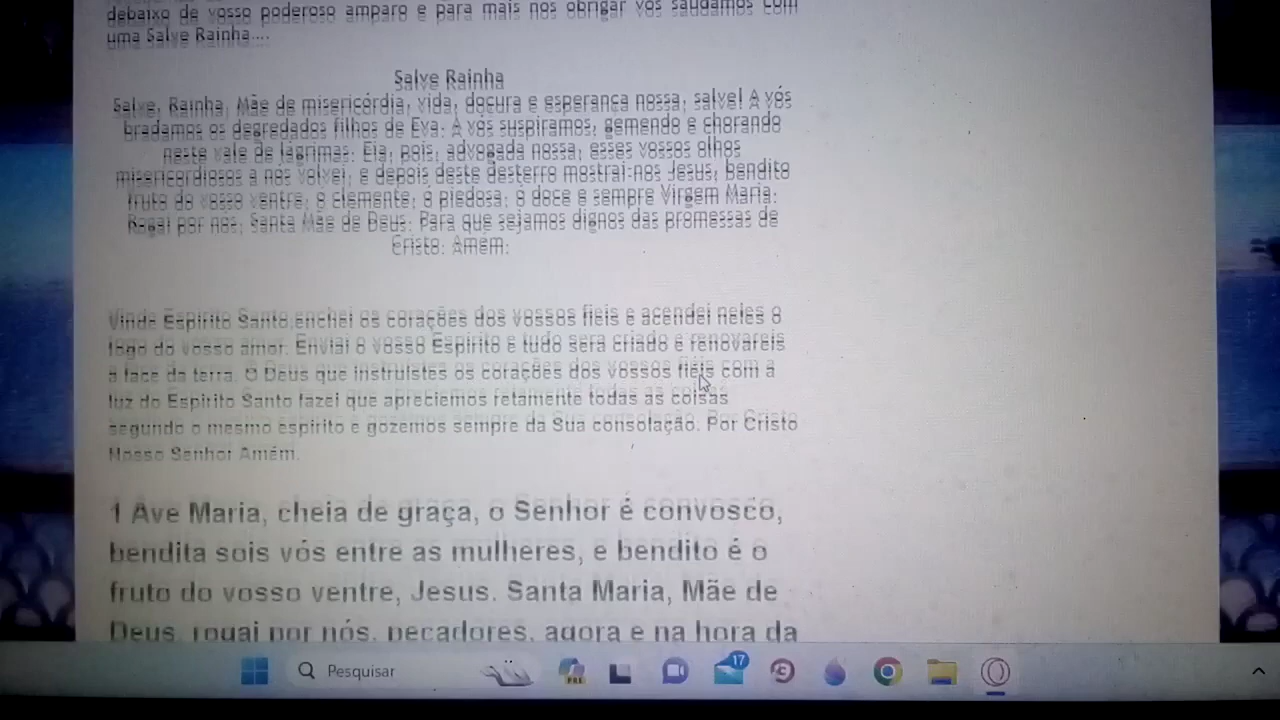 debaixo de vosso poderoso amparo e para mais nos obrigar vos saudamos com
uma Salve Rainha....
Salve Rainha
Salve, Rainha, Mãe de misericórdia, vida, doçura e esperança nossa, salve! A vós
bradamos os degredados filhos de Eva. A vós suspiramos, gemendo e chorando
neste vale de lágrimas. Eia, pois, advogada nossa, esses vossos olhos
misericordiosos a nós volvei, e depois deste desterro mostrai-nos Jesus, bendito
fruto do vosso ventre, ó clemente, ó piedosa, ó doce e sempre Virgem Maria.
Rogai por nós, Santa Mãe de Deus. Para que sejamos dignos das promessas de
Cristo. Amém.
Vinde Espirito Santo enchei os corações dos vossos fieis e acendei neles o
fogo do vosso amor. Enviai o vosso Espirito e tudo sera criado e renovareis
a face da terra. O Deus que instruistes os corações dos vossos fiéis com a
luz do Espirito Santo fazei que apreciemos retamente todas as coisas
segundo o mesmo espirito e gozemos sempre da Sua consolação. Por Cristo
Nosso Senhor Amém.
1 Ave Maria, cheia de graça, o Senhor é convosco,
bendita sois vós entre as mulheres, e bendito é o
fruto do vosso ventre, Jesus. Santa Maria, Mãe de
Deus, rogai por nós, pecadores, agora e na hora da
Pesquisar
PRE
17